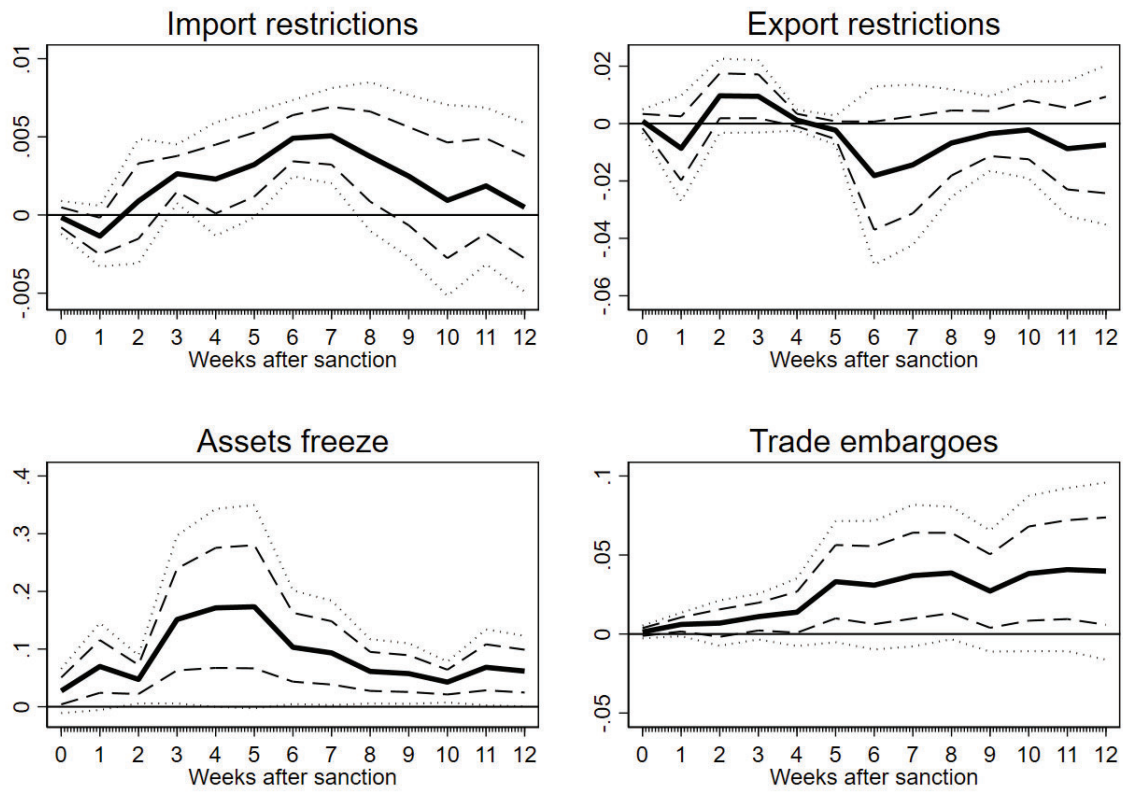 Import restrictions
.01
.005
0
-.005
0 1 2 3 4 5 6 7 8 9 10 11 12
Weeks after sanction
Export restrictions
.02
0
-.02
-.04
-.06
0 1 2 3 4 5 6 7 8 9 10 11 12
Weeks after sanction
Assets freeze
.4
.3
.2
.1
0
0 1 2 3 4 5 6 7 8 9 10 11 12
Weeks after sanction
Trade embargoes
.1
.05
0
-.05
0 1 2 3 4 5 6 7 8 9 10 11 12
Weeks after sanction